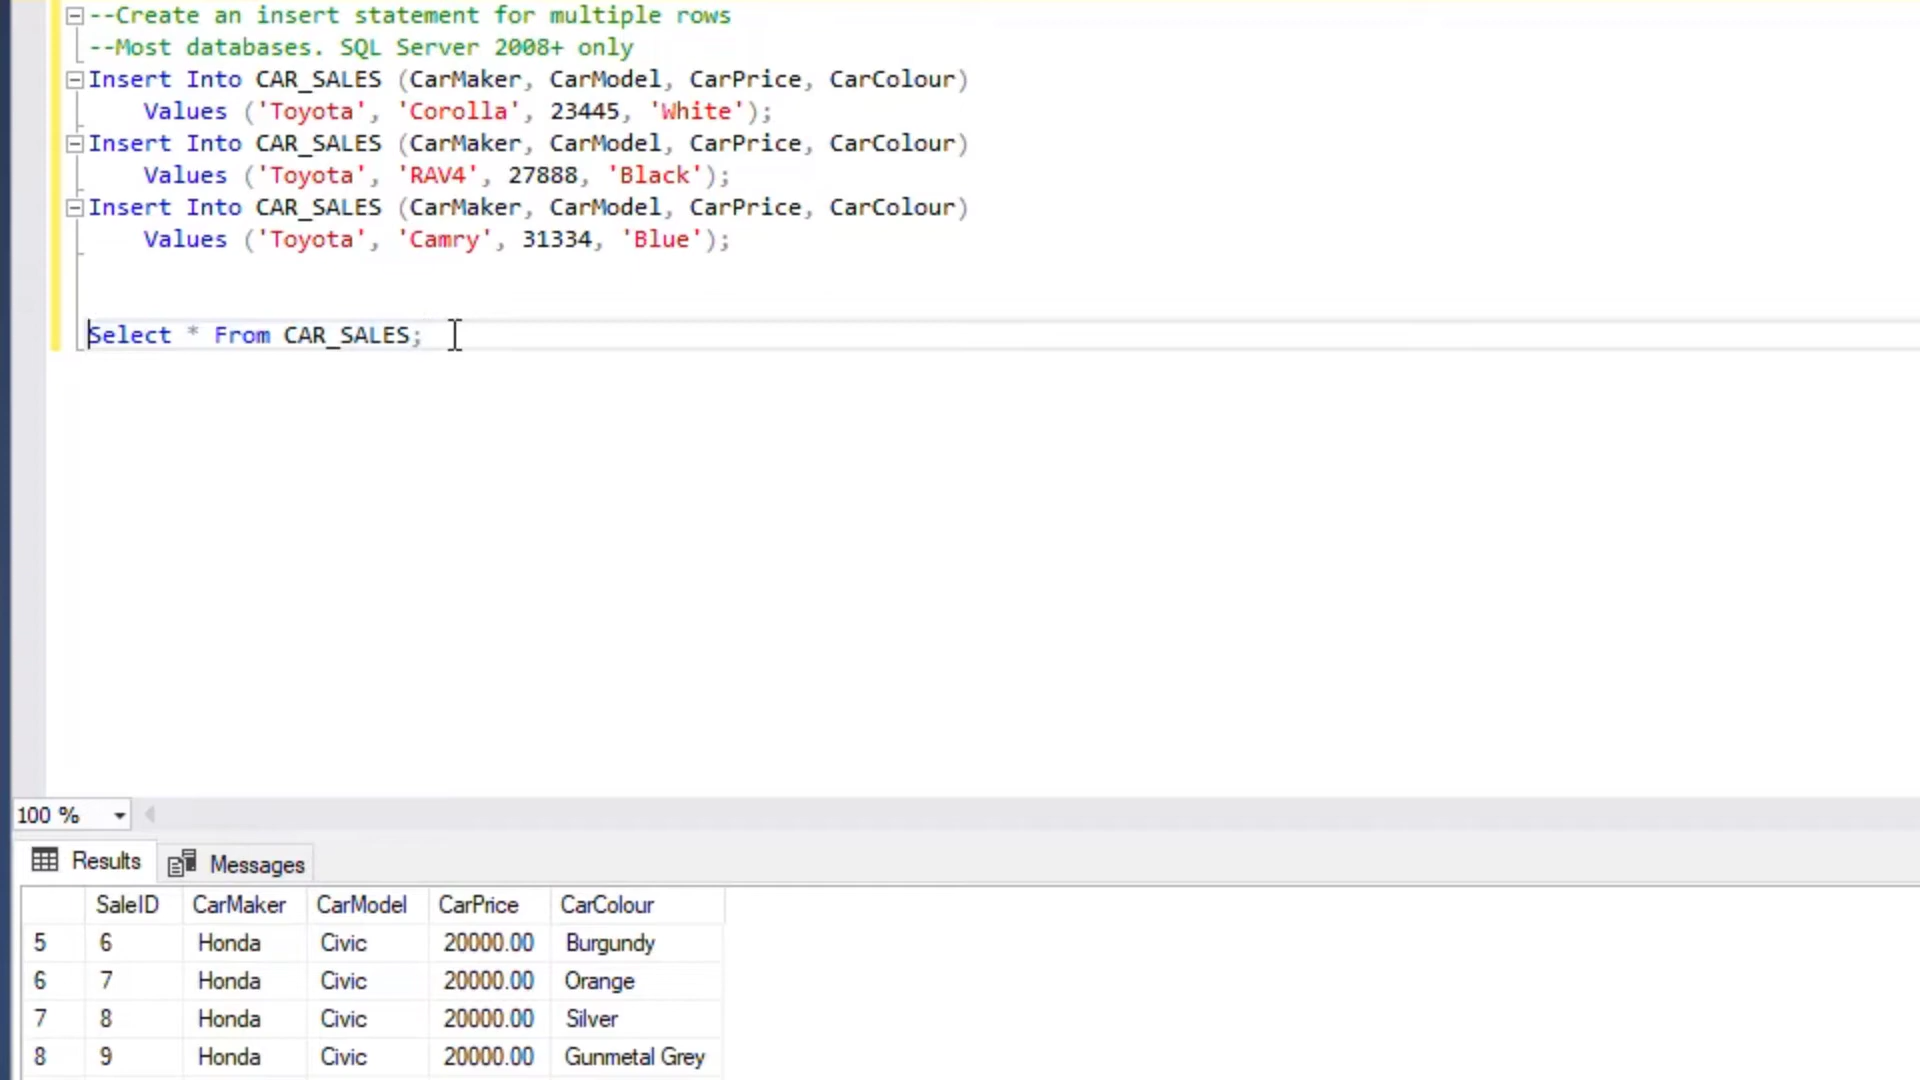 --Create an insert statement for multiple rows
--Most databases. SQL Server 2008+ only
Insert Into CAR_SALES (CarMaker, CarModel, CarPrice, CarColour)
Values ('Toyota', 'Corolla', 23445, 'White');
Insert Into CAR_SALES (CarMaker, CarModel, CarPrice, CarColour)
Values ('Toyota', 'RAV4', 27888, 'Black');
Insert Into CAR_SALES (CarMaker, CarModel, CarPrice, CarColour)
Values ('Toyota', 'Camry', 31334, 'Blue');
Select * From CAR_SALES;
100 %
Results Messages
SaleID CarMaker CarModel CarPrice CarColour
5 6 Honda Civic 20000.00 Burgundy
6 7 Honda Civic 20000.00 Orange
7 8 Honda Civic 20000.00 Silver
8 9 Honda Civic 20000.00 Gunmetal Grey